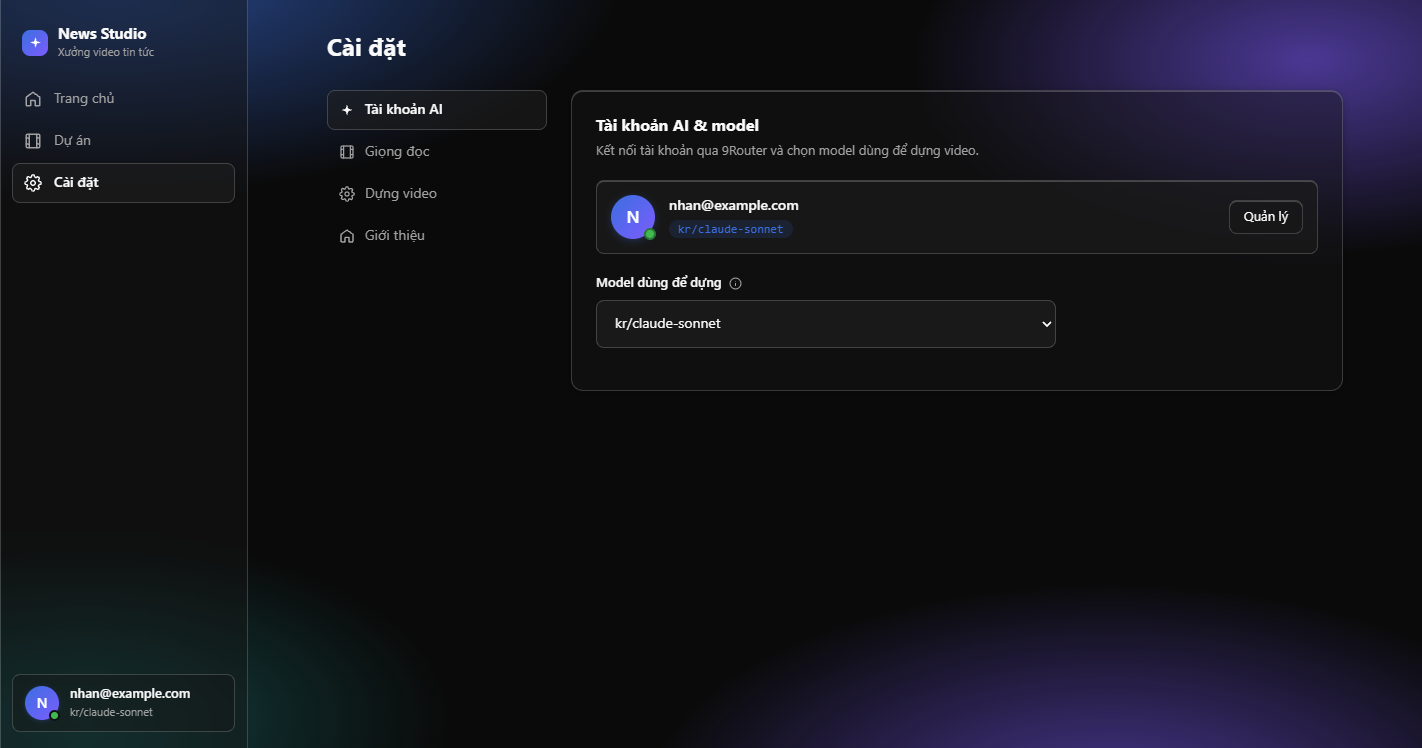 News Studio
Xưởng video tin tức
Trang chủ
Dự án
Cài đặt
nhan@example.com
kr/claude-sonnet
Cài đặt
Tài khoản AI
Giọng đọc
Dựng video
Giới thiệu
Tài khoản AI & model
Kết nối tài khoản qua 9Router và chọn model dùng để dựng video.
N
nhan@example.com
kr/claude-sonnet
Quản lý
Model dùng để dựng
kr/claude-sonnet
N